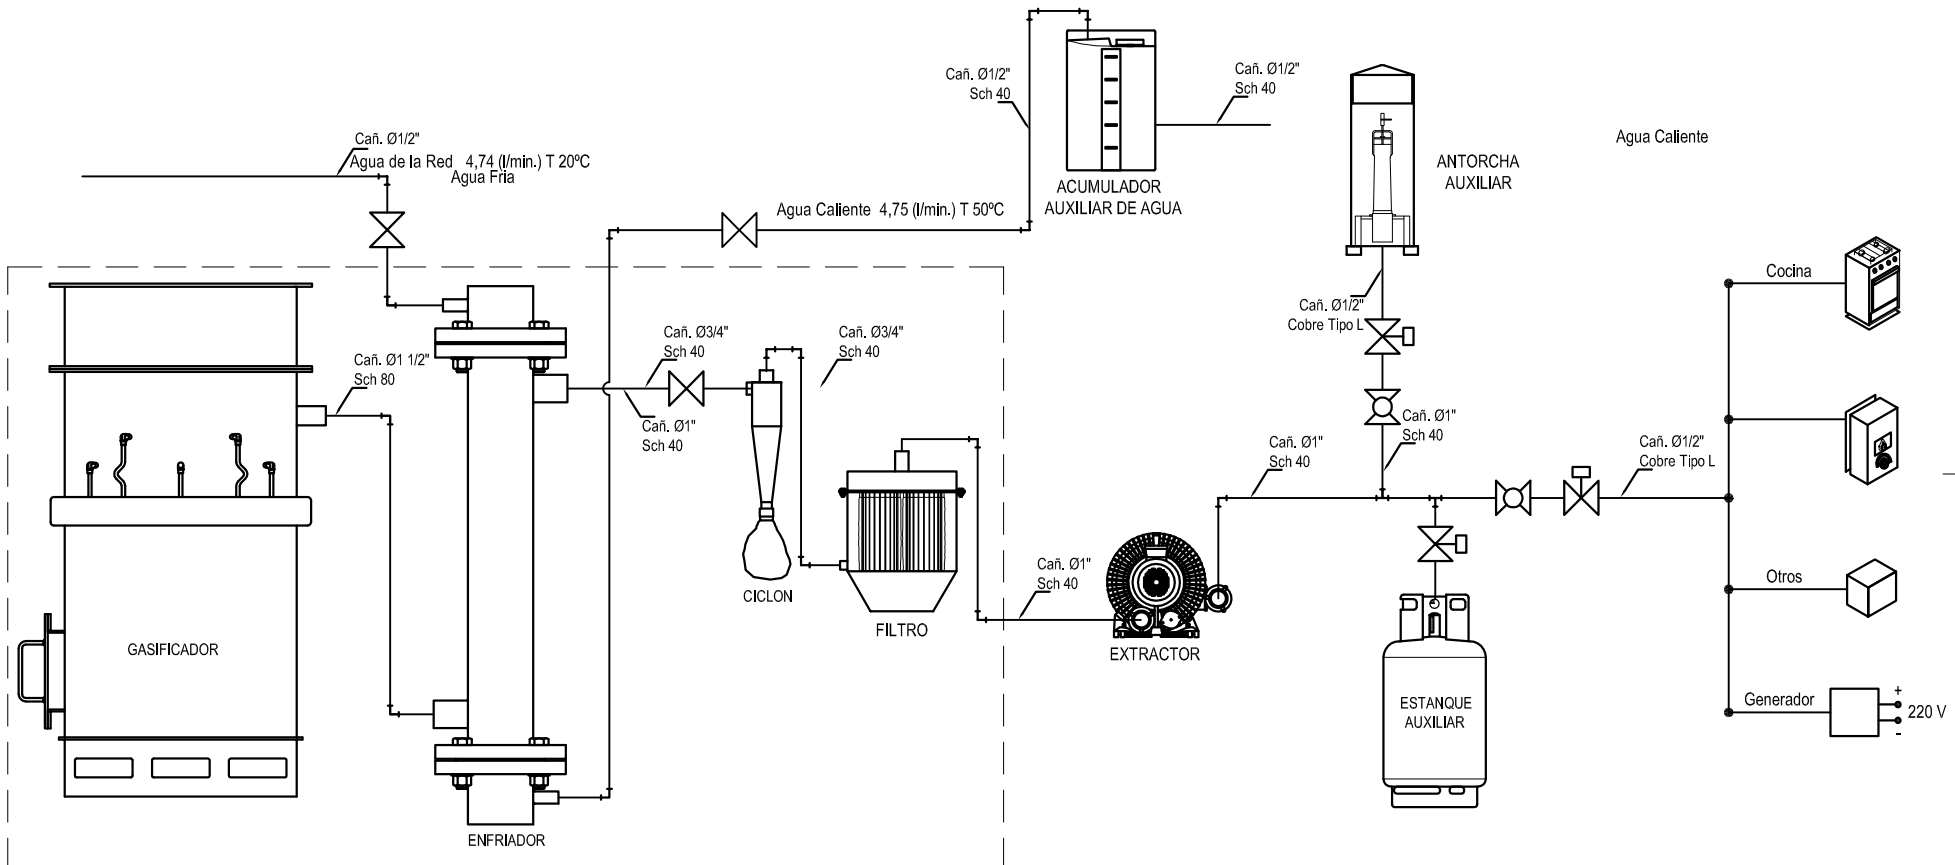 Cañ. Ø1/2"
Sch 40
Cañ. Ø1/2"
Sch 40
Cañ. Ø1/2"
Agua de la Red 4,74 (l/min.) T 20ºC
Agua Fria
Agua Caliente 4,75 (l/min.) T 50ºC
ACUMULADOR
AUXILIAR DE AGUA
ANTORCHA
AUXILIAR
Agua Caliente
Cocina
Cañ. Ø1/2"
Cobre Tipo L
Cañ. Ø1 1/2"
Sch 80
Cañ. Ø3/4"
Sch 40
Cañ. Ø3/4"
Sch 40
Cañ. Ø1"
Sch 40
Cañ. Ø1"
Sch 40
Cañ. Ø1"
Sch 40
Cañ. Ø1/2"
Cobre Tipo L
Cañ. Ø1"
Sch 40
Otros
CICLON
FILTRO
EXTRACTOR
GASIFICADOR
ESTANQUE
AUXILIAR
Generador
+
220 V
-
ENFRIADOR